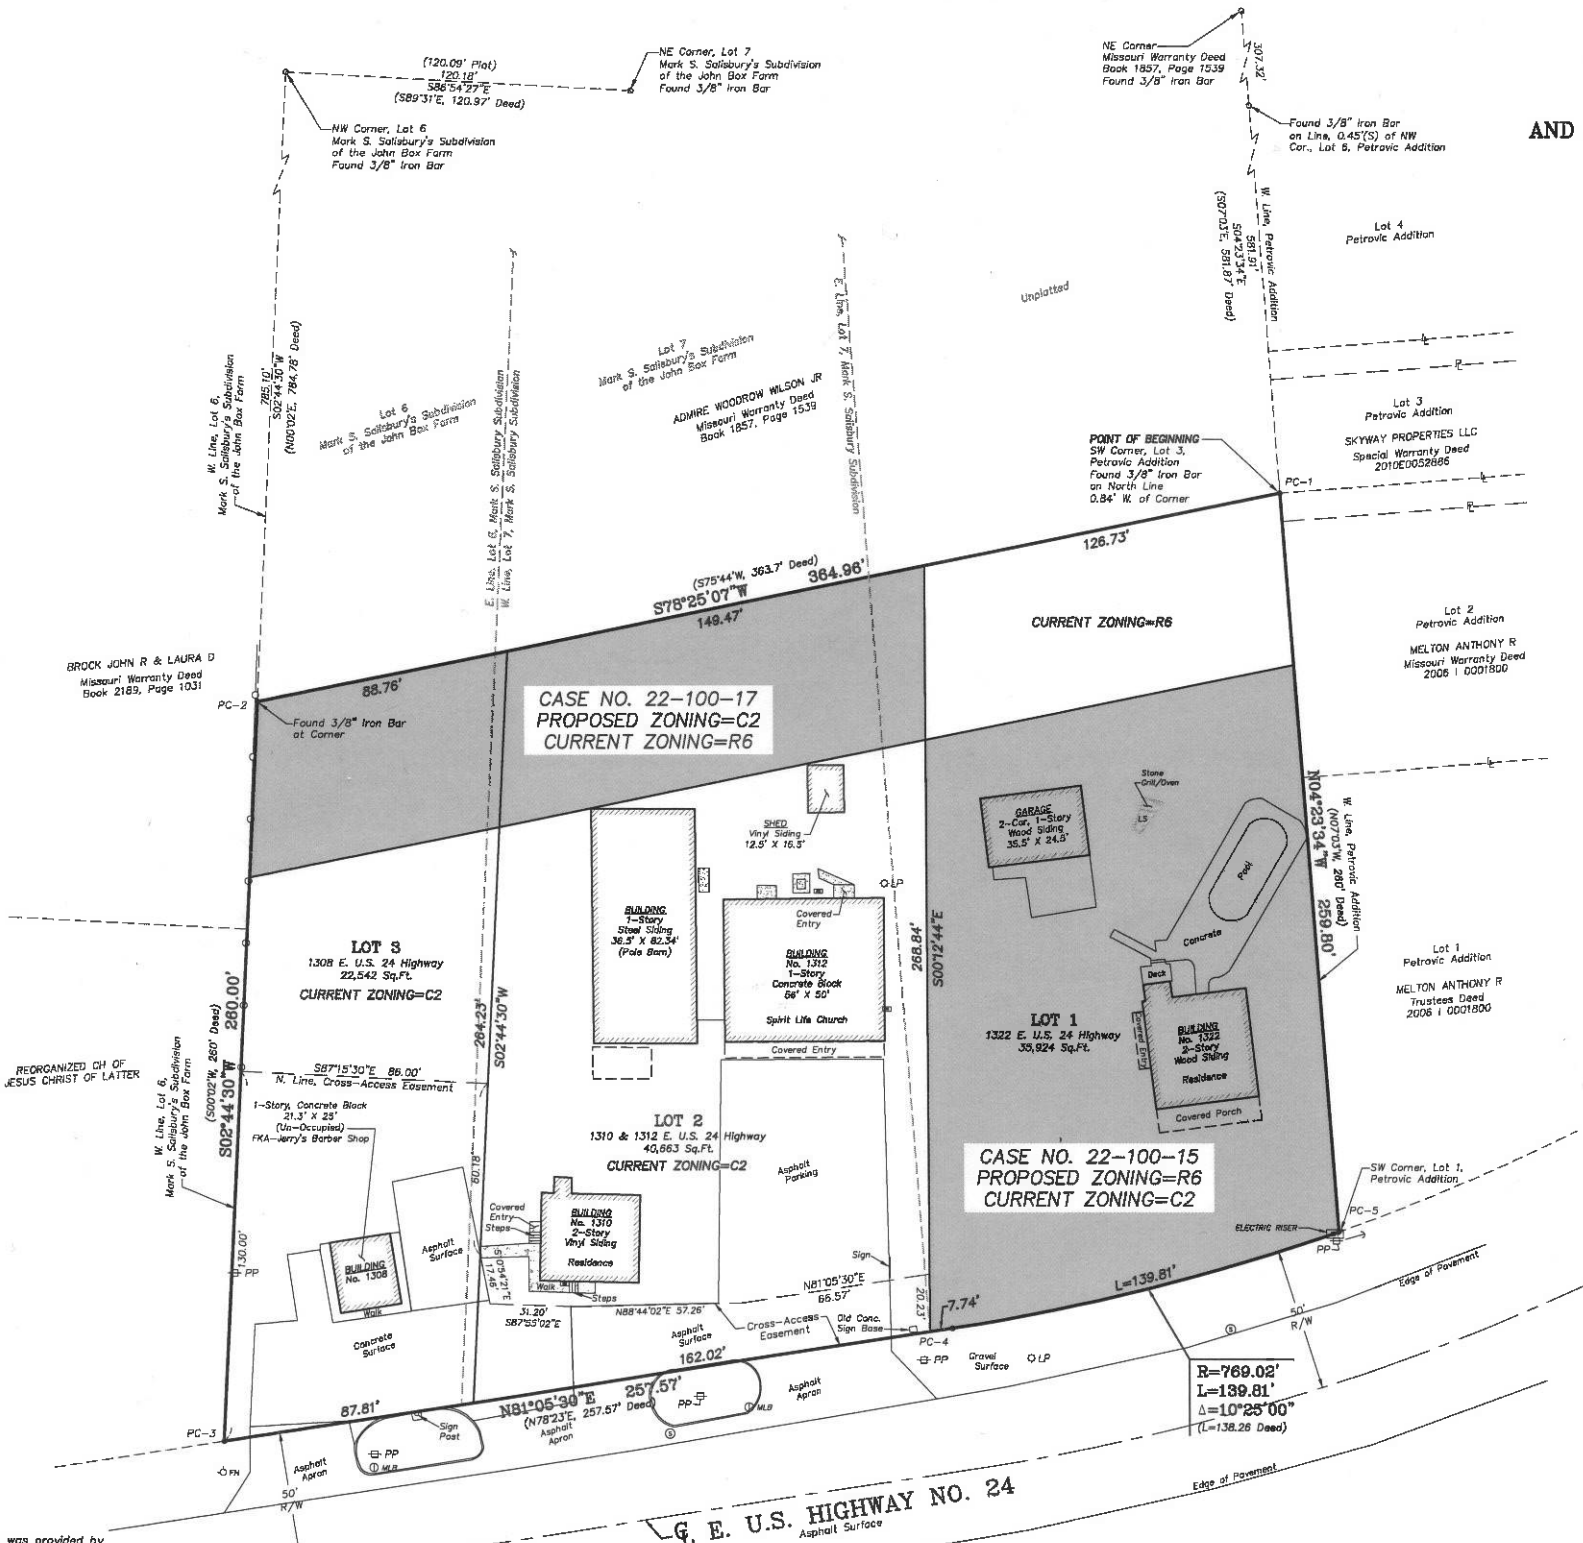 (120.09' Plat)
120.18'
S86°54'27"E
(S89°31'E, 120.97' Deed)
NE Corner, Lot 7
Mark S. Salisbury's Subdivision
of the John Box Farm
Found 3/8" Iron Bar
NW Corner, Lot 6
Mark S. Salisbury's Subdivision
of the John Box Farm
Found 3/8" Iron Bar
NE Corner
Missouri Warranty Deed
Book 1857, Page 1539
Found 3/8" Iron Bar
307.32'
Found 3/8" Iron Bar
on Line, 0.45'(S) of NW
Cor., Lot 6, Petrovic Addition
AND
W. Line, Petrovic Addition
581.91'
S04°23'34"E
(S07°03'E, 581.87' Deed)
Lot 4
Petrovic Addition
Unplatted
E. Line, Lot 7, Mark S. Salisbury Subdivision
Lot 7
Mark S. Salisbury's Subdivision
of the John Box Farm
ADMIRE WOODROW WILSON JR
Missouri Warranty Deed
Book 1857, Page 1539
Lot 6
Mark S. Salisbury's Subdivision
of the John Box Farm
W. Line, Lot 6,
Mark S. Salisbury's Subdivision
of the John Box Farm
785.10'
S02°44'30"W
(N00°02'E, 784.78' Deed)
E. Line, Lot 6, Mark S. Salisbury Subdivision
W. Line, Lot 7, Mark S. Salisbury Subdivision
POINT OF BEGINNING
SW Corner, Lot 3,
Petrovic Addition
Found 3/8" Iron Bar
on North Line
0.84' W. of Corner
PC-1
Lot 3
Petrovic Addition
SKYWAY PROPERTIES LLC
Special Warranty Deed
2010E0052886
126.73'
(S75°44'W, 363.7' Deed)
S78°25'07"W 364.96'
149.47'
CURRENT ZONING=R6
Lot 2
Petrovic Addition
MELTON ANTHONY R
Missouri Warranty Deed
2006 I 0001800
BROCK JOHN R & LAURA D
Missouri Warranty Deed
Book 2189, Page 1031
PC-2
88.76'
Found 3/8" Iron Bar
at Corner
CASE NO. 22-100-17
PROPOSED ZONING=C2
CURRENT ZONING=R6
SHED
Vinyl Siding
12.5' X 16.5'
GARAGE
2-Car, 1-Story
Wood Siding
35.5' X 24.5'
Stone
Grill/Oven
LS
Pool
Concrete
Deck
N04°23'34"W 259.80'
(N07°03'W, 260' Deed)
W. Line, Petrovic Addition
Lot 1
Petrovic Addition
MELTON ANTHONY R
Trustees Deed
2006 I 0001800
BUILDING
1-Story
Steel Siding
36.5' X 82.34'
(Pole Barn)
LP
Covered
Entry
BUILDING
No. 1312
1-Story
Concrete Block
56' X 50'
Spirit Life Church
Covered Entry
268.84'
S00°12'44"E
LOT 3
1308 E. U.S. 24 Highway
22,542 Sq.Ft.
CURRENT ZONING=C2
264.23'
S02°44'30"W
LOT 1
1322 E. U.S. 24 Highway
35,924 Sq.Ft.
Covered Entry
BUILDING
No. 1322
2-Story
Wood Siding
Residence
Covered Porch
REORGANIZED CH OF
JESUS CHRIST OF LATTER
W. Line, Lot 6,
Mark S. Salisbury's Subdivision
of the John Box Farm
(S00°02'W, 260' Deed)
S02°44'30"W 260.00'
S87°15'30"E 86.00'
N. Line, Cross-Access Easement
1-Story, Concrete Block
21.3' X 25'
(Un-Occupied)
FKA-Jerry's Barber Shop
LOT 2
1310 & 1312 E. U.S. 24 Highway
40,663 Sq.Ft.
CURRENT ZONING=C2
Asphalt
Parking
CASE NO. 22-100-15
PROPOSED ZONING=R6
CURRENT ZONING=C2
SW Corner, Lot 1,
Petrovic Addition
PC-5
ELECTRIC RISER
PP
60.18'
Covered
Entry
Steps
BUILDING
No. 1310
2-Story
Vinyl Siding
Residence
Walk
Steps
Asphalt
Surface
130.00'
PP
BUILDING
No. 1308
Walk
Concrete
Surface
17.46'
31.20'
S87°55'02"E
N88°44'02"E 57.26'
Sign
N81°05'30"E
66.57'
20.23'
7.74'
L=139.81'
Edge of Pavement
50'
R/W
Cross-Access
Easement
Old Conc.
Sign Base
Asphalt
Surface
PC-4
PP
Gravel
Surface
LP
S
162.02'
87.81'
N81°05'30"E 257.57'
(N78°23'E, 257.57' Deed)
Asphalt
Apron
PP
MLB
Asphalt
Apron
S
R=769.02'
L=139.81'
Δ=10°25'00"
(L=138.26 Deed)
PC-3
FH
Asphalt
Apron
Sign
Post
PP
MLB
50'
R/W
Edge of Pavement
C̲L E. U.S. HIGHWAY NO. 24
Asphalt Surface
was provided by